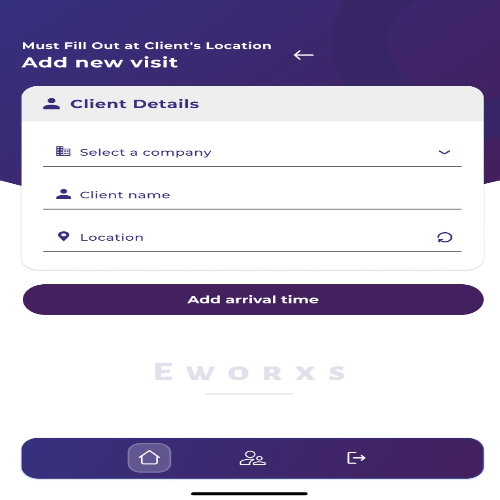 Must Fill Out at Client's Location
Add new visit
Client Details
Select a company
Client name
Location
Add arrival time
EWORXS